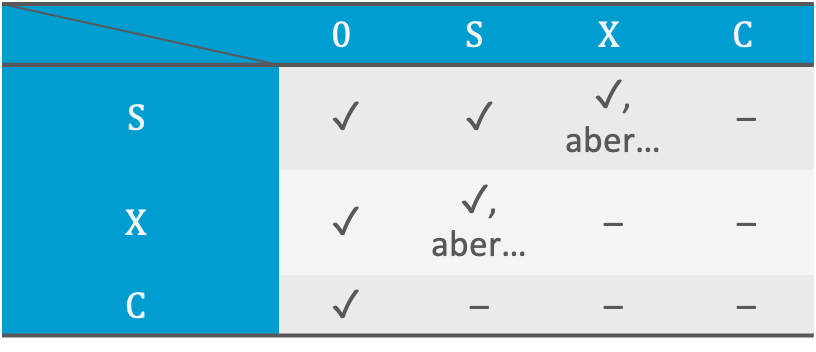 0 S X C
S ✓ ✓ ✓, aber... –
X ✓ ✓, aber... – –
C ✓ – – –